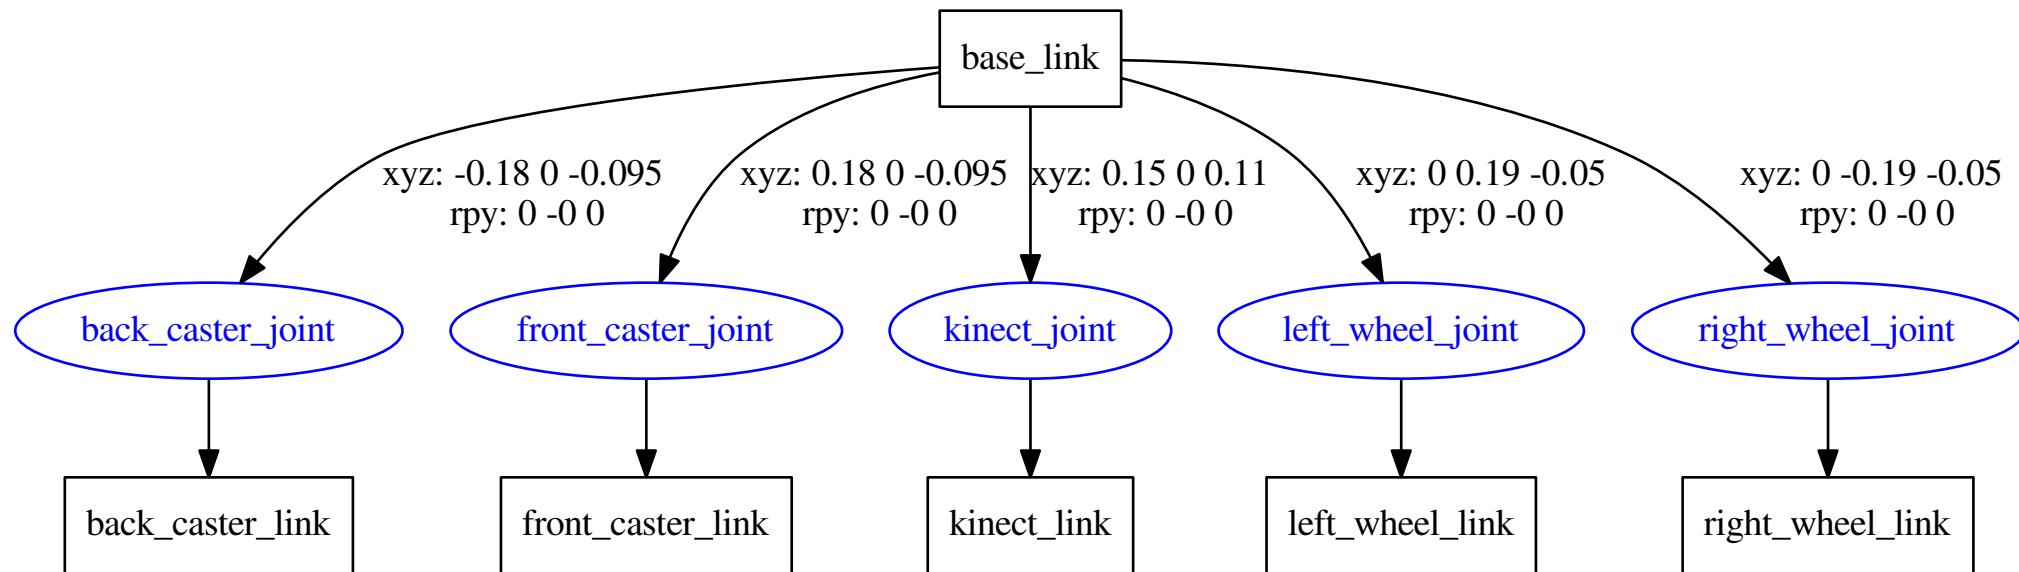 base_link
xyz: -0.18 0 -0.095
rpy: 0 -0 0
xyz: 0.18 0 -0.095
rpy: 0 -0 0
xyz: 0.15 0 0.11
rpy: 0 -0 0
xyz: 0 0.19 -0.05
rpy: 0 -0 0
xyz: 0 -0.19 -0.05
rpy: 0 -0 0
back_caster_joint
front_caster_joint
kinect_joint
left_wheel_joint
right_wheel_joint
back_caster_link
front_caster_link
kinect_link
left_wheel_link
right_wheel_link